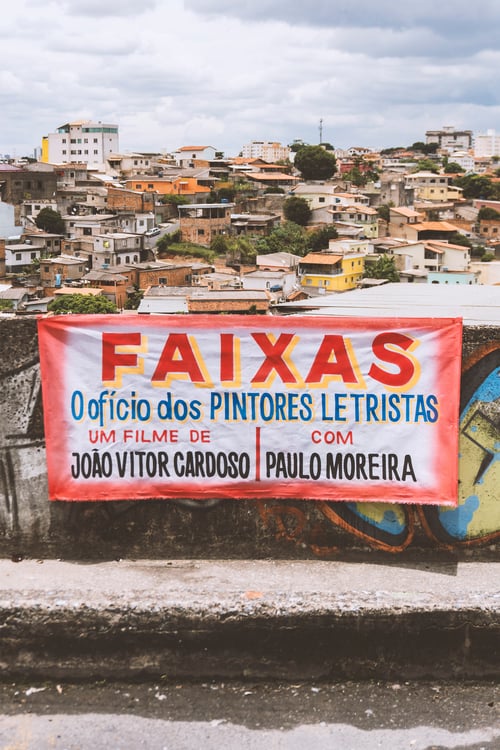 FAIXAS
O ofício dos PINTORES LETRISTAS
UM FILME DE
JOÃO VITOR CARDOSO
COM
PAULO MOREIRA